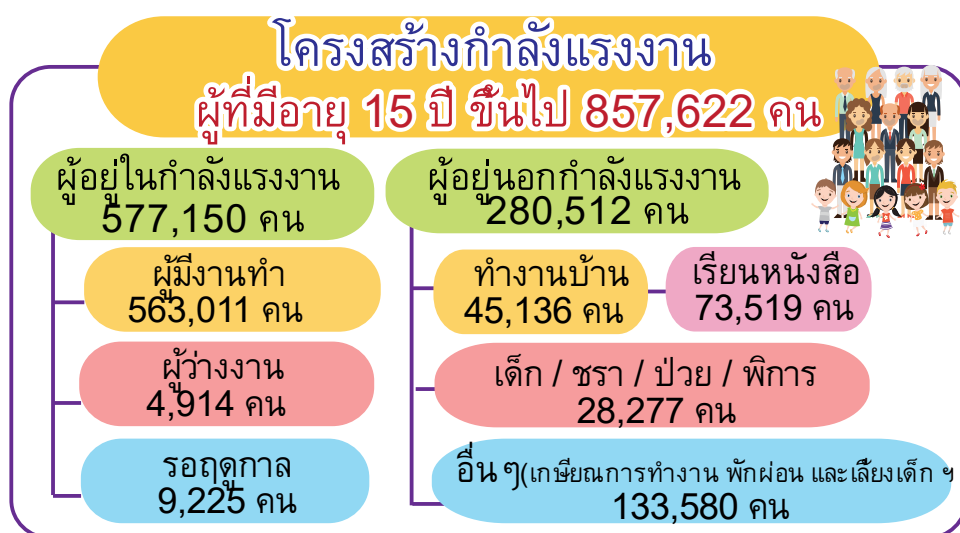 โครงสร้างกำลังแรงงาน
ผู้ที่มีอายุ 15 ปี ขึ้นไป 857,622 คน
ผู้อยู่ในกำลังแรงงาน
577,150 คน
ผู้มีงานทำ
563,011 คน
ผู้ว่างงาน
4,914 คน
รอฤดูกาล
9,225 คน
ผู้อยู่นอกกำลังแรงงาน
280,512 คน
ทำงานบ้าน
45,136 คน
เรียนหนังสือ
73,519 คน
เด็ก / ชรา / ป่วย / พิการ
28,277 คน
อื่น ๆ(เกษียณการทำงาน พักผ่อน และเลี้ยงเด็ก ฯ
133,580 คน